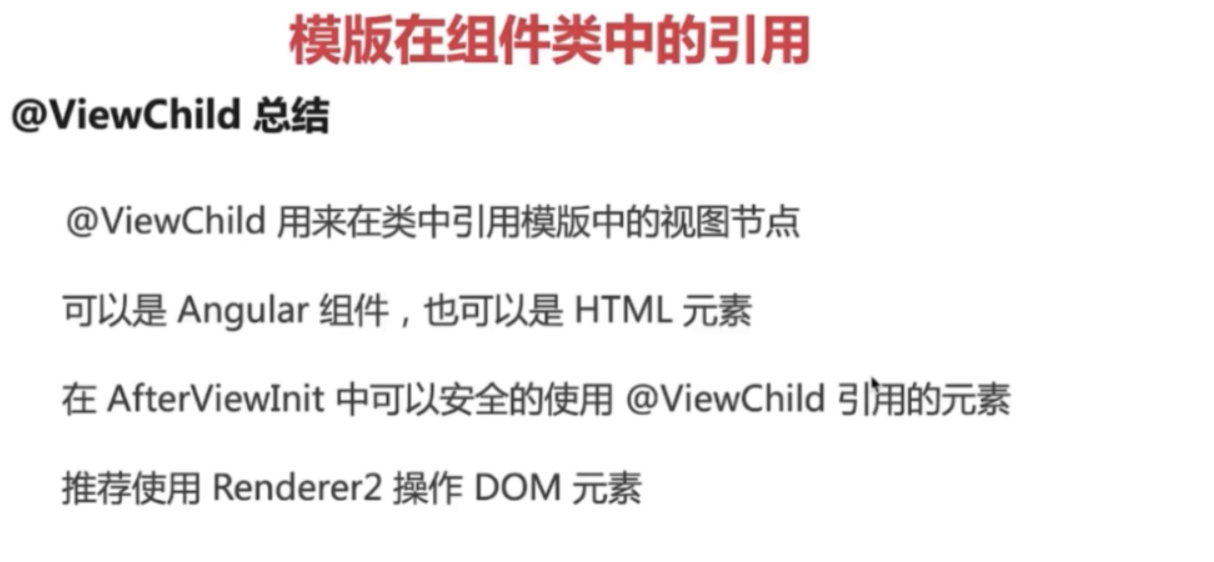 模版在组件类中的引用
@ViewChild 总结
@ViewChild 用来在类中引用模版中的视图节点
可以是 Angular 组件，也可以是 HTML 元素
在 AfterViewInit 中可以安全的使用 @ViewChild 引用的元素
推荐使用 Renderer2 操作 DOM 元素